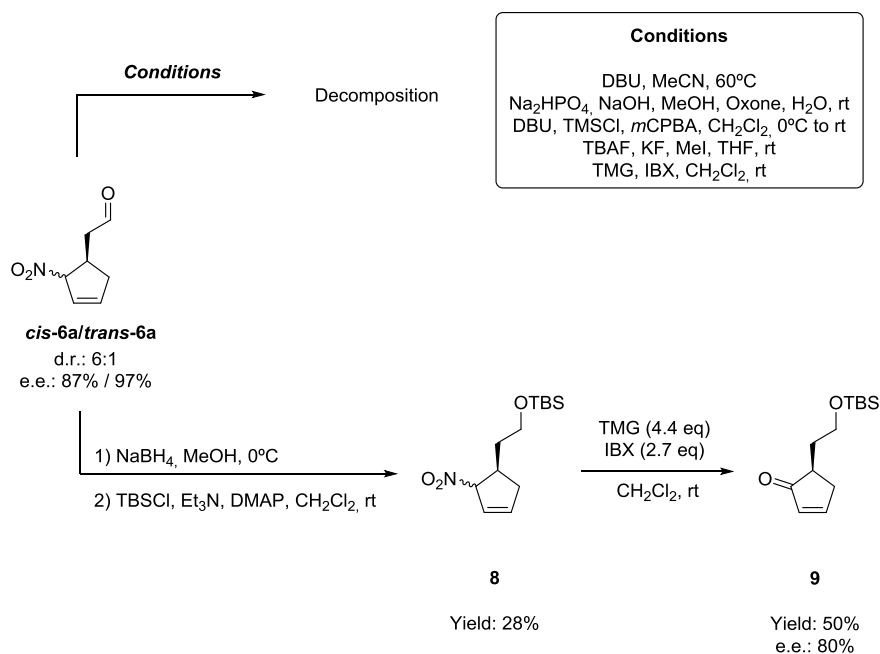 Conditions
DBU, MeCN, 60ºC
Na2HPO4, NaOH, MeOH, Oxone, H2O, rt
DBU, TMSCl, mCPBA, CH2Cl2, 0ºC to rt
TBAF, KF, MeI, THF, rt
TMG, IBX, CH2Cl2, rt
Conditions
Decomposition
O
O2N
cis-6a/trans-6a
d.r.: 6:1
e.e.: 87% / 97%
1) NaBH4, MeOH, 0ºC
2) TBSCl, Et3N, DMAP, CH2Cl2, rt
OTBS
O2N
8
Yield: 28%
TMG (4.4 eq)
IBX (2.7 eq)
CH2Cl2, rt
OTBS
O
9
Yield: 50%
e.e.: 80%